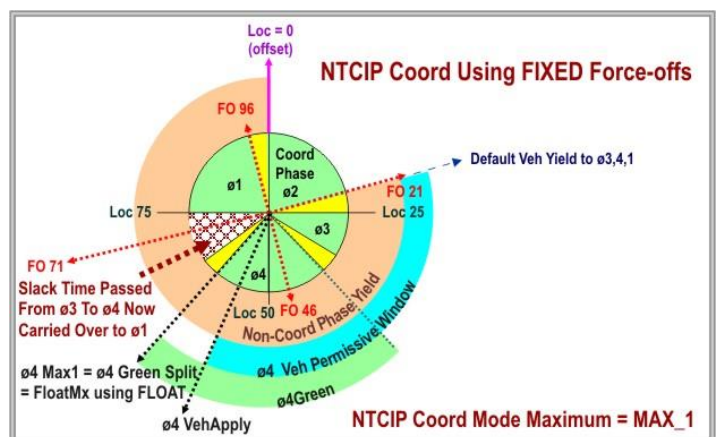 Loc = 0
(offset)
NTCIP Coord Using FIXED Force-offs
FO 96
Coord
Phase
ø2
Default Veh Yield to ø3,4,1
ø1
FO 21
Loc 75
ø3
Loc 25
FO 71
ø4
Slack Time Passed
From ø3 To ø4 Now
Carried Over to ø1
Loc 50
FO 46
Non-Coord Phase Yield
ø4 Veh Permissive Window
ø4 Max1 = ø4 Green Split
= FloatMx using FLOAT
ø4Green
ø4 VehApply
NTCIP Coord Mode Maximum = MAX_1